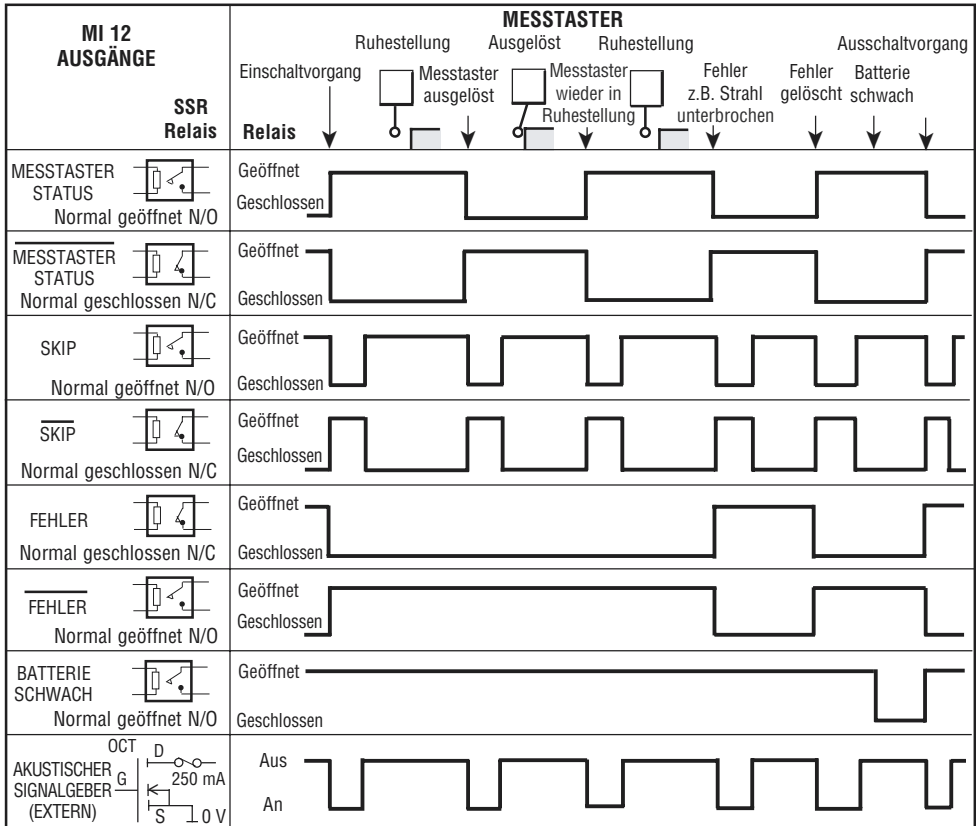 MI 12
AUSGÄNGE
SSR
Relais
MESSTASTER
Ruhestellung
Ausgelöst
Ruhestellung
Ausschaltvorgang
Einschaltvorgang
Messtaster
ausgelöst
Messtaster
wieder in
Ruhestellung
Fehler
z.B. Strahl
unterbrochen
Fehler
gelöscht
Batterie
schwach
Relais
MESSTASTER
STATUS
Normal geöffnet N/O
Geöffnet
Geschlossen
MESSTASTER
STATUS
Normal geschlossen N/C
Geöffnet
Geschlossen
SKIP
Normal geöffnet N/O
Geöffnet
Geschlossen
SKIP
Normal geschlossen N/C
Geöffnet
Geschlossen
FEHLER
Normal geschlossen N/C
Geöffnet
Geschlossen
FEHLER
Normal geöffnet N/O
Geöffnet
Geschlossen
BATTERIE
SCHWACH
Normal geöffnet N/O
Geöffnet
Geschlossen
AKUSTISCHER
SIGNALGEBER
(EXTERN)
OCT
D
G
250 mA
S
0 V
Aus
An